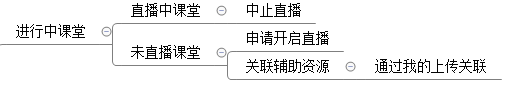 进行中课堂
直播中课堂
中止直播
未直播课堂
申请开启直播
关联辅助资源
通过我的上传关联